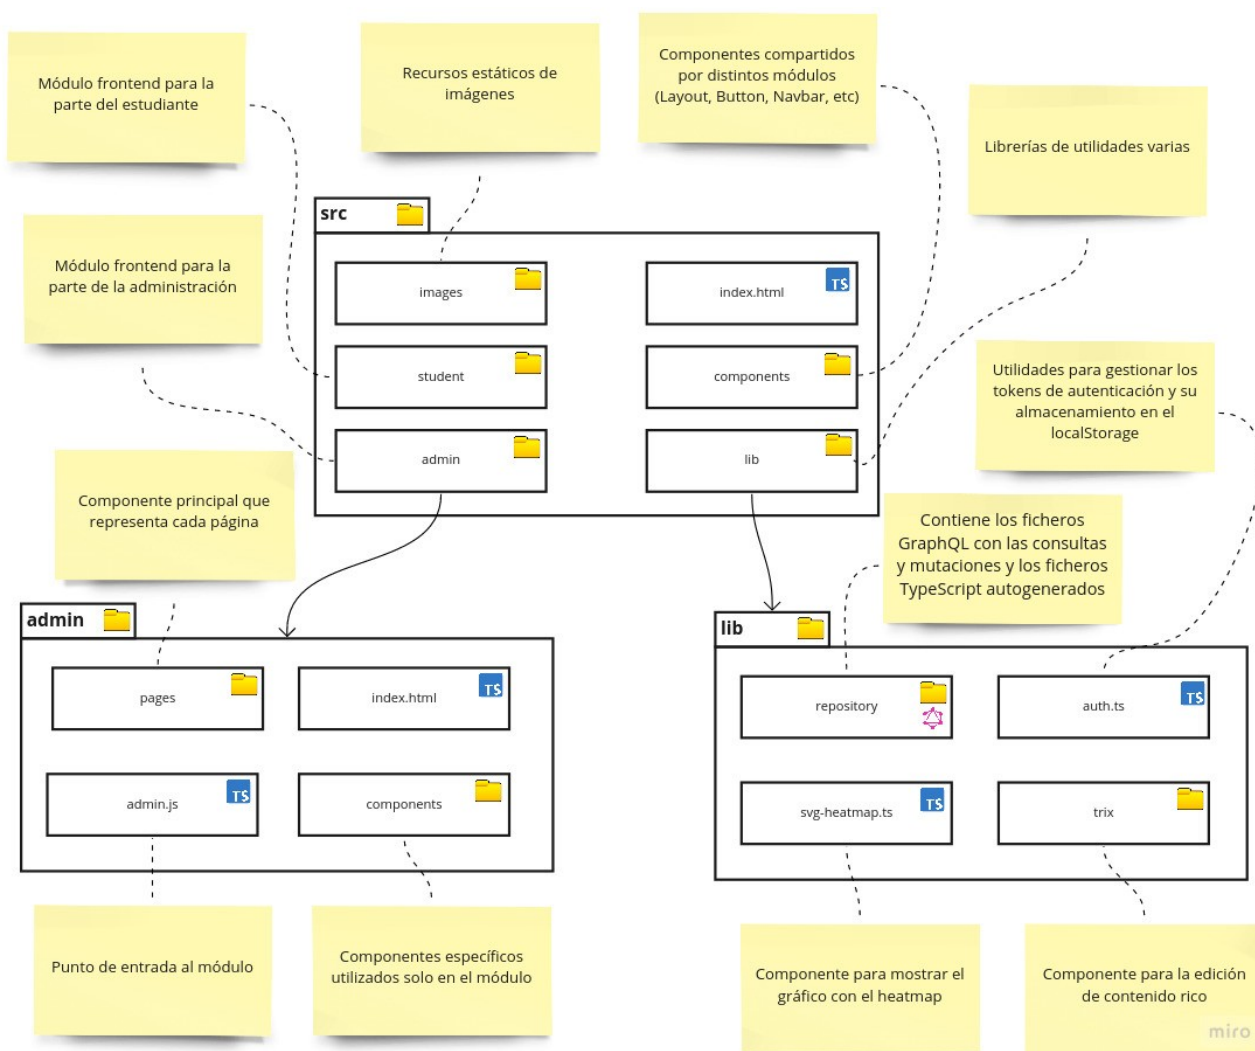 Módulo frontend para la
parte del estudiante
Recursos estáticos de
imágenes
Componentes compartidos
por distintos módulos
(Layout, Button, Navbar, etc)
Librerías de utilidades varias
Módulo frontend para la
parte de la administración
src
images
TS
index.html
student
components
admin
lib
Utilidades para gestionar los
tokens de autenticación y su
almacenamiento en el
localStorage
Componente principal que
representa cada página
Contiene los ficheros
GraphQL con las consultas
y mutaciones y los ficheros
TypeScript autogenerados
admin
pages
TS
index.html
TS
admin.js
components
lib
repository
TS
auth.ts
TS
svg-heatmap.ts
trix
Punto de entrada al módulo
Componentes específicos
utilizados solo en el módulo
Componente para mostrar el
gráfico con el heatmap
Componente para la edición
de contenido rico
miro